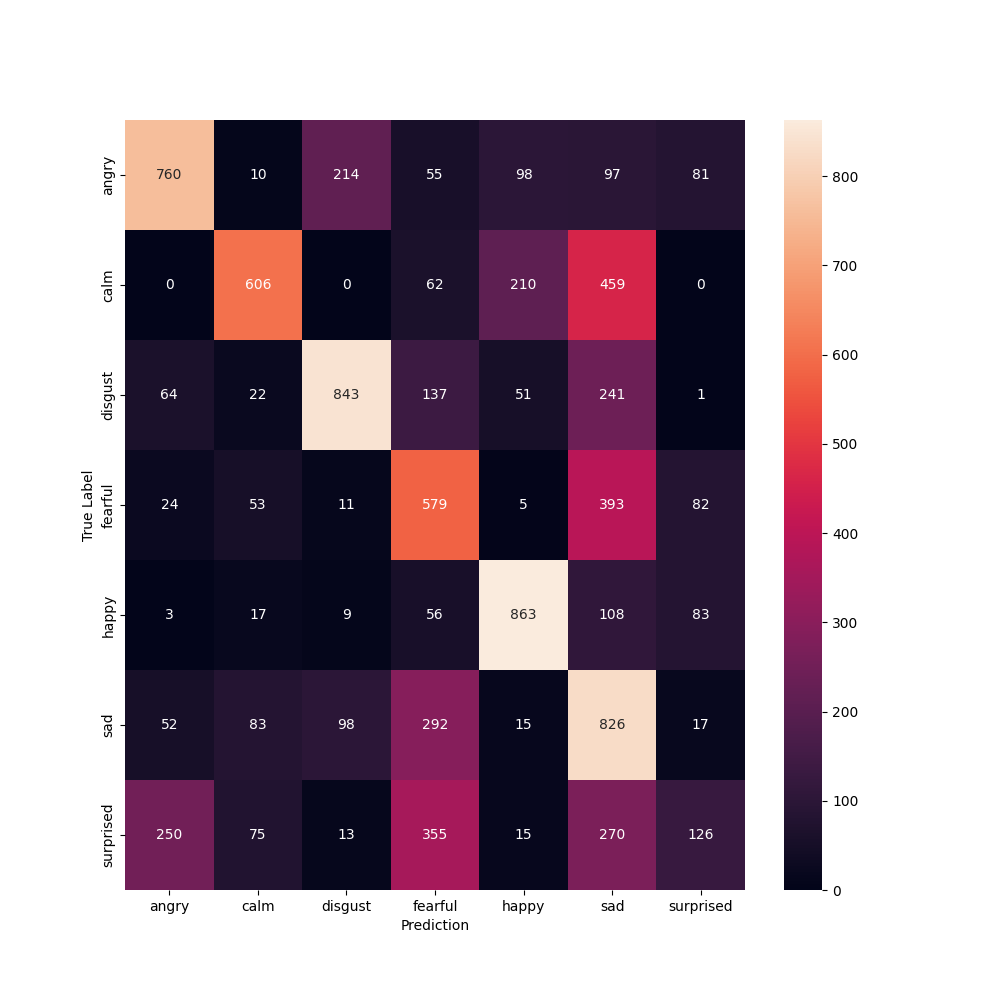 angry 760 10 214 55 98 97 81
calm 0 606 0 62 210 459 0
disgust 64 22 843 137 51 241 1
fearful 24 53 11 579 5 393 82
happy 3 17 9 56 863 108 83
sad 52 83 98 292 15 826 17
surprised 250 75 13 355 15 270 126
angry calm disgust fearful happy sad surprised
Prediction
True Label
800
700
600
500
400
300
200
100
0